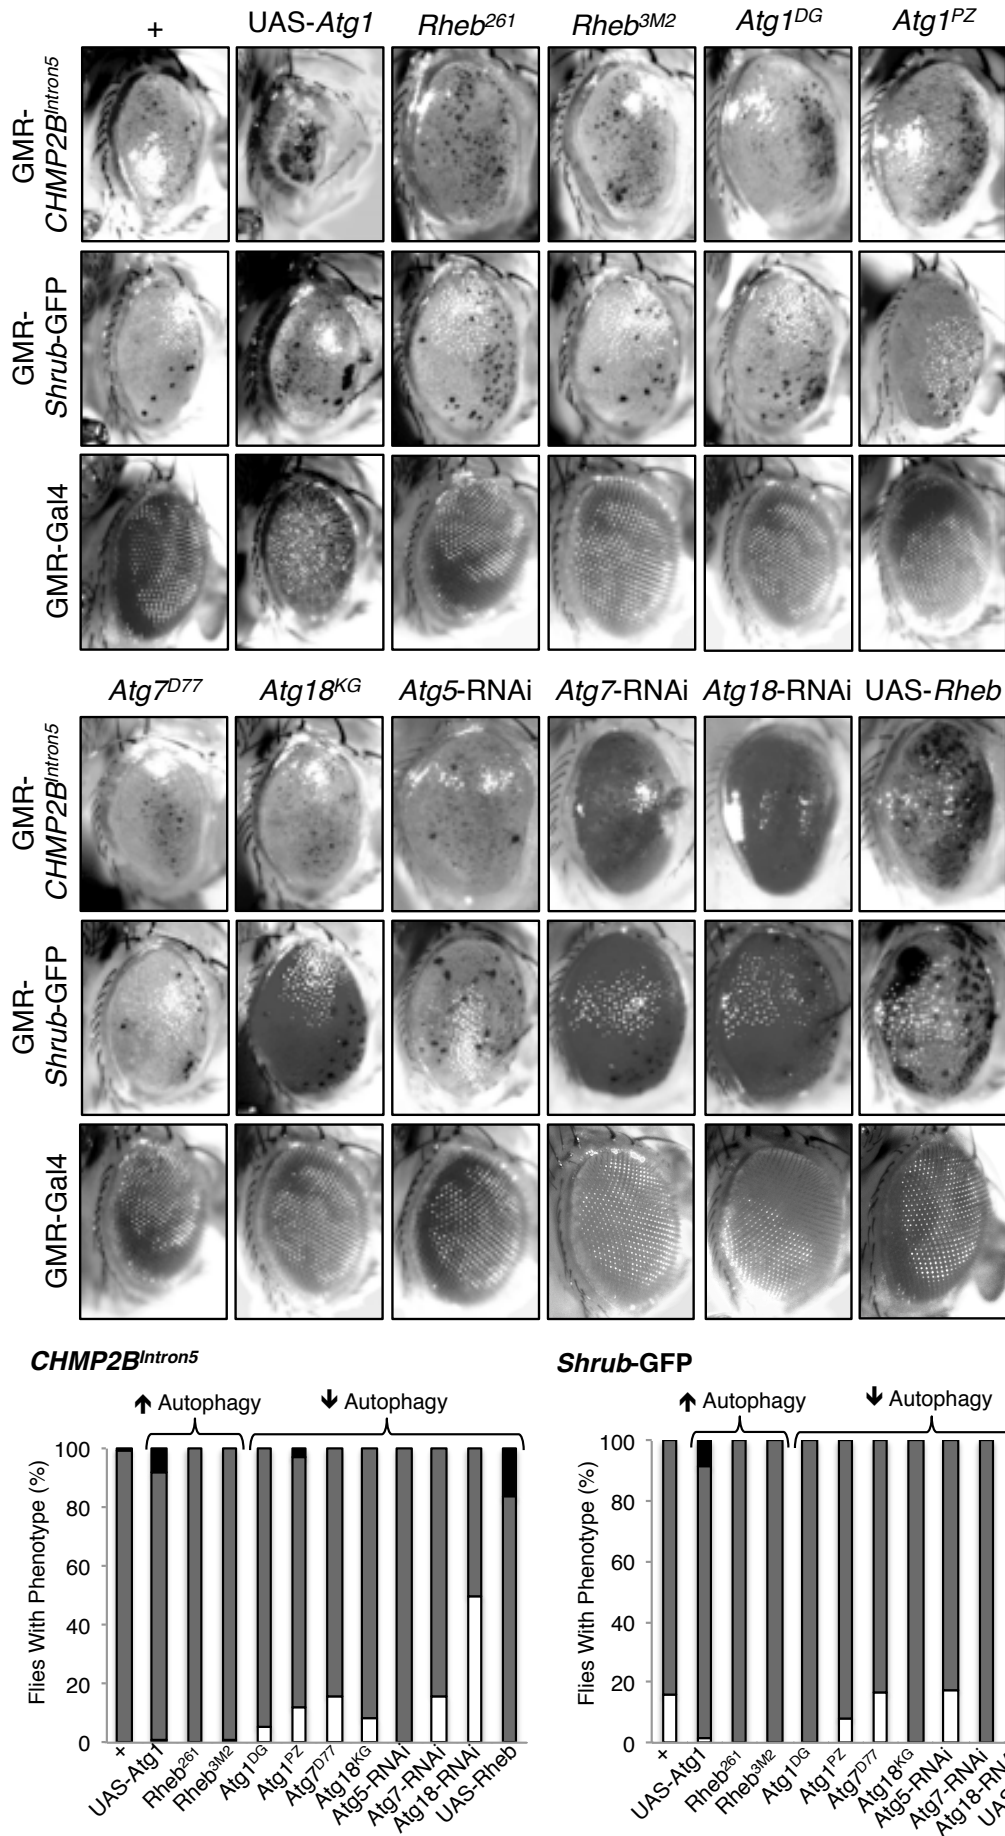 + UAS-Atg1 Rheb261 Rheb3M2 Atg1DG Atg1PZ
GMR-
CHMP2BIntron5
GMR-
Shrub-GFP
GMR-Gal4
Atg7D77 Atg18KG Atg5-RNAi Atg7-RNAi Atg18-RNAi UAS-Rheb
GMR-
CHMP2BIntron5
GMR-
Shrub-GFP
GMR-Gal4
CHMP2BIntron5
↑ Autophagy ↓ Autophagy
Flies With Phenotype (%)
100
80
60
40
20
0
+
UAS-Atg1
Rheb261
Rheb3M2
Atg1DG
Atg1PZ
Atg7D77
Atg18KG
Atg5-RNAi
Atg7-RNAi
Atg18-RNAi
UAS-Rheb
Shrub-GFP
↑ Autophagy ↓ Autophagy
Flies With Phenotype (%)
100
80
60
40
20
0
+
UAS-Atg1
Rheb261
Rheb3M2
Atg1DG
Atg1PZ
Atg7D77
Atg18KG
Atg5-RNAi
Atg7-RNAi
Atg18-RNA
UAS